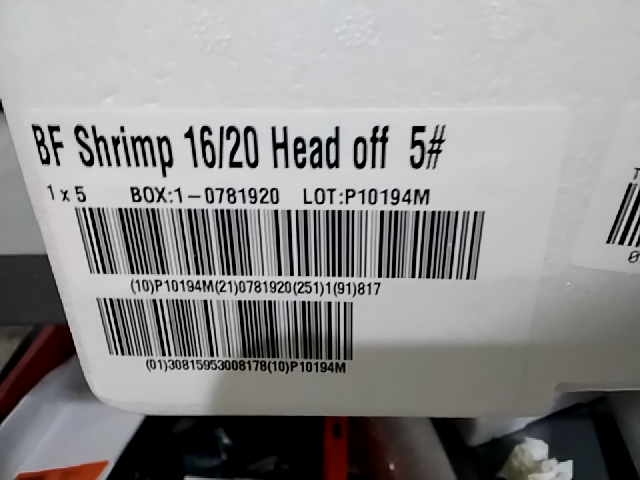 BF Shrimp 16/20 Head off 5#
1 x 5 BOX:1-0781920 LOT:P10194M
(10)P10194M(21)0781920(251)1(91)817
(01)30815953008178(10)P10194M